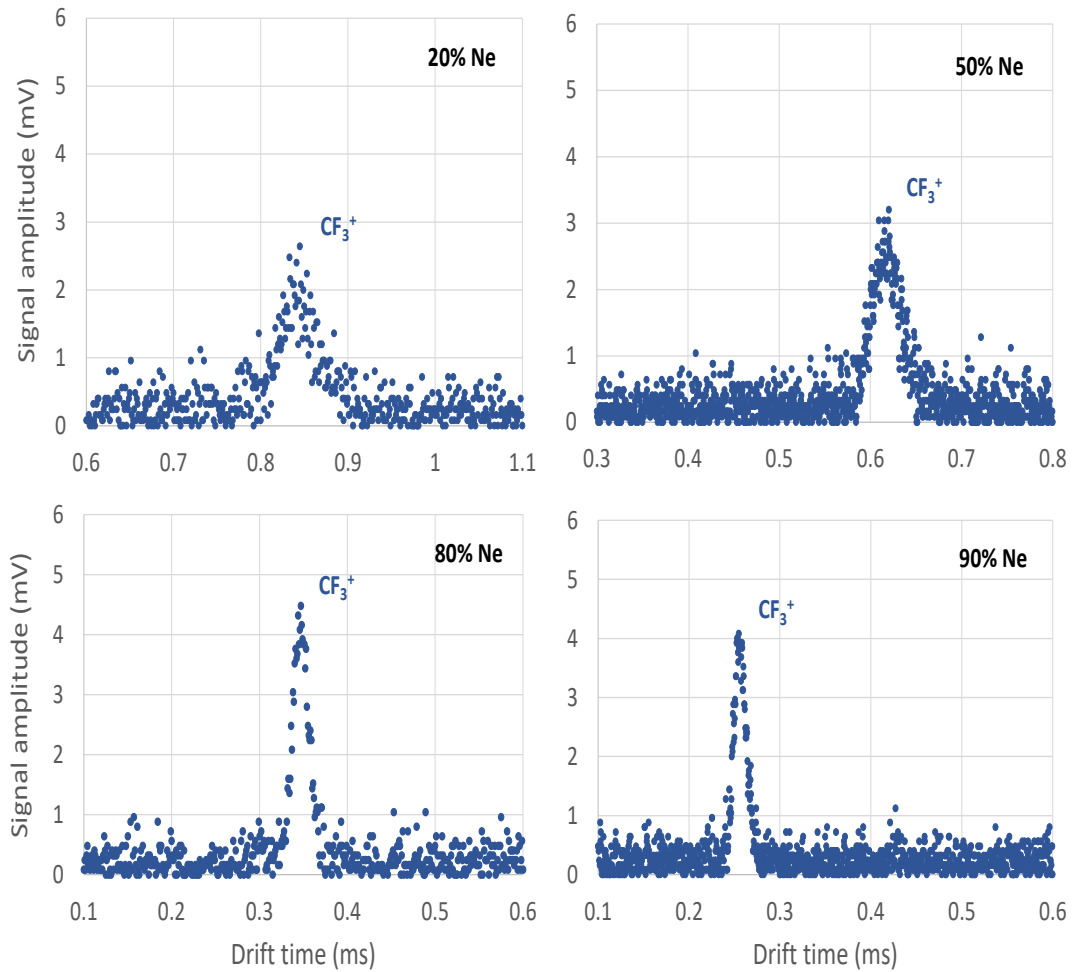 6
5
4
3
2
1
0
Signal amplitude (mV)
20% Ne
CF₃⁺
0.6 0.7 0.8 0.9 1 1.1
6
5
4
3
2
1
0
50% Ne
CF₃⁺
0.3 0.4 0.5 0.6 0.7 0.8
6
5
4
3
2
1
0
Signal amplitude (mV)
80% Ne
CF₃⁺
0.1 0.2 0.3 0.4 0.5 0.6
Drift time (ms)
6
5
4
3
2
1
0
90% Ne
CF₃⁺
0.1 0.2 0.3 0.4 0.5 0.6
Drift time (ms)